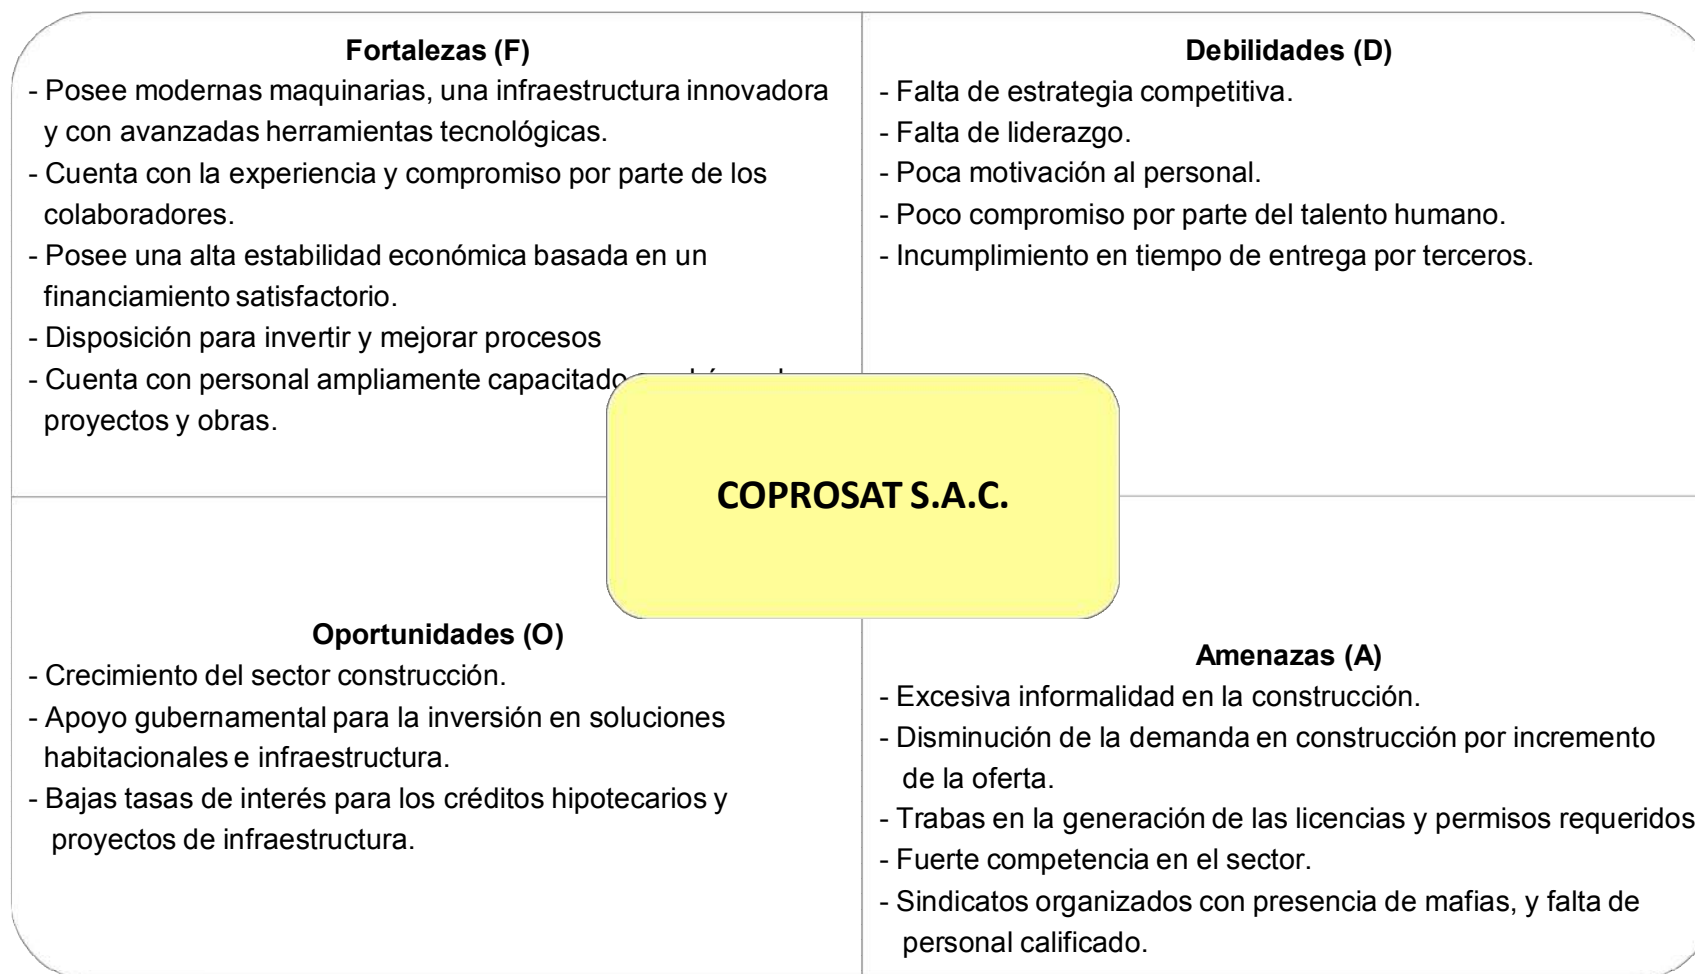 Fortalezas (F)
- Posee modernas maquinarias, una infraestructura innovadora
y con avanzadas herramientas tecnológicas.
- Cuenta con la experiencia y compromiso por parte de los
colaboradores.
- Posee una alta estabilidad económica basada en un
financiamiento satisfactorio.
- Disposición para invertir y mejorar procesos
- Cuenta con personal ampliamente capacitado
proyectos y obras.
Debilidades (D)
- Falta de estrategia competitiva.
- Falta de liderazgo.
- Poca motivación al personal.
- Poco compromiso por parte del talento humano.
- Incumplimiento en tiempo de entrega por terceros.
COPROSAT S.A.C.
Oportunidades (O)
- Crecimiento del sector construcción.
- Apoyo gubernamental para la inversión en soluciones
habitacionales e infraestructura.
- Bajas tasas de interés para los créditos hipotecarios y
proyectos de infraestructura.
Amenazas (A)
- Excesiva informalidad en la construcción.
- Disminución de la demanda en construcción por incremento
de la oferta.
- Trabas en la generación de las licencias y permisos requeridos
- Fuerte competencia en el sector.
- Sindicatos organizados con presencia de mafias, y falta de
personal calificado.